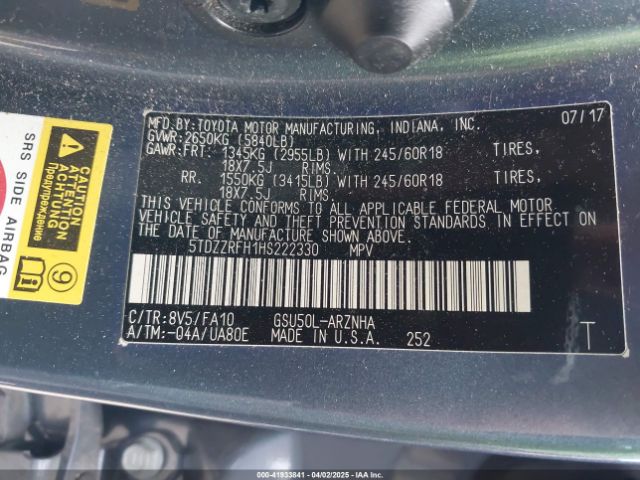 MFD.BY: TOYOTA MOTOR MANUFACTURING, INDIANA, INC. 07/17
GVWR: 2650KG (5840LB)
GAWR:FRT. 1345KG (2955LB) WITH 245/60R18 TIRES,
18X7.5J RIMS.
RR. 1550KG (3415LB) WITH 245/60R18 TIRES,
18X7.5J RIMS.
THIS VEHICLE CONFORMS TO ALL APPLICABLE FEDERAL MOTOR
VEHICLE SAFETY AND THEFT PREVENTION STANDARDS IN EFFECT ON
THE DATE OF MANUFACTURE SHOWN ABOVE.
5TDZZRFH1HS222330 MPV
C/TR:8V5/FA10 GSU50L-ARZNHA
A/TM:-04A/UA80E MADE IN U.S.A. 252 T
SRS SIDE AIRBAG
CAUTION
ATTENTION
ACHTUNG
Предупреждение
9
000-41933841 - 04/02/2025 - IAAI.COM